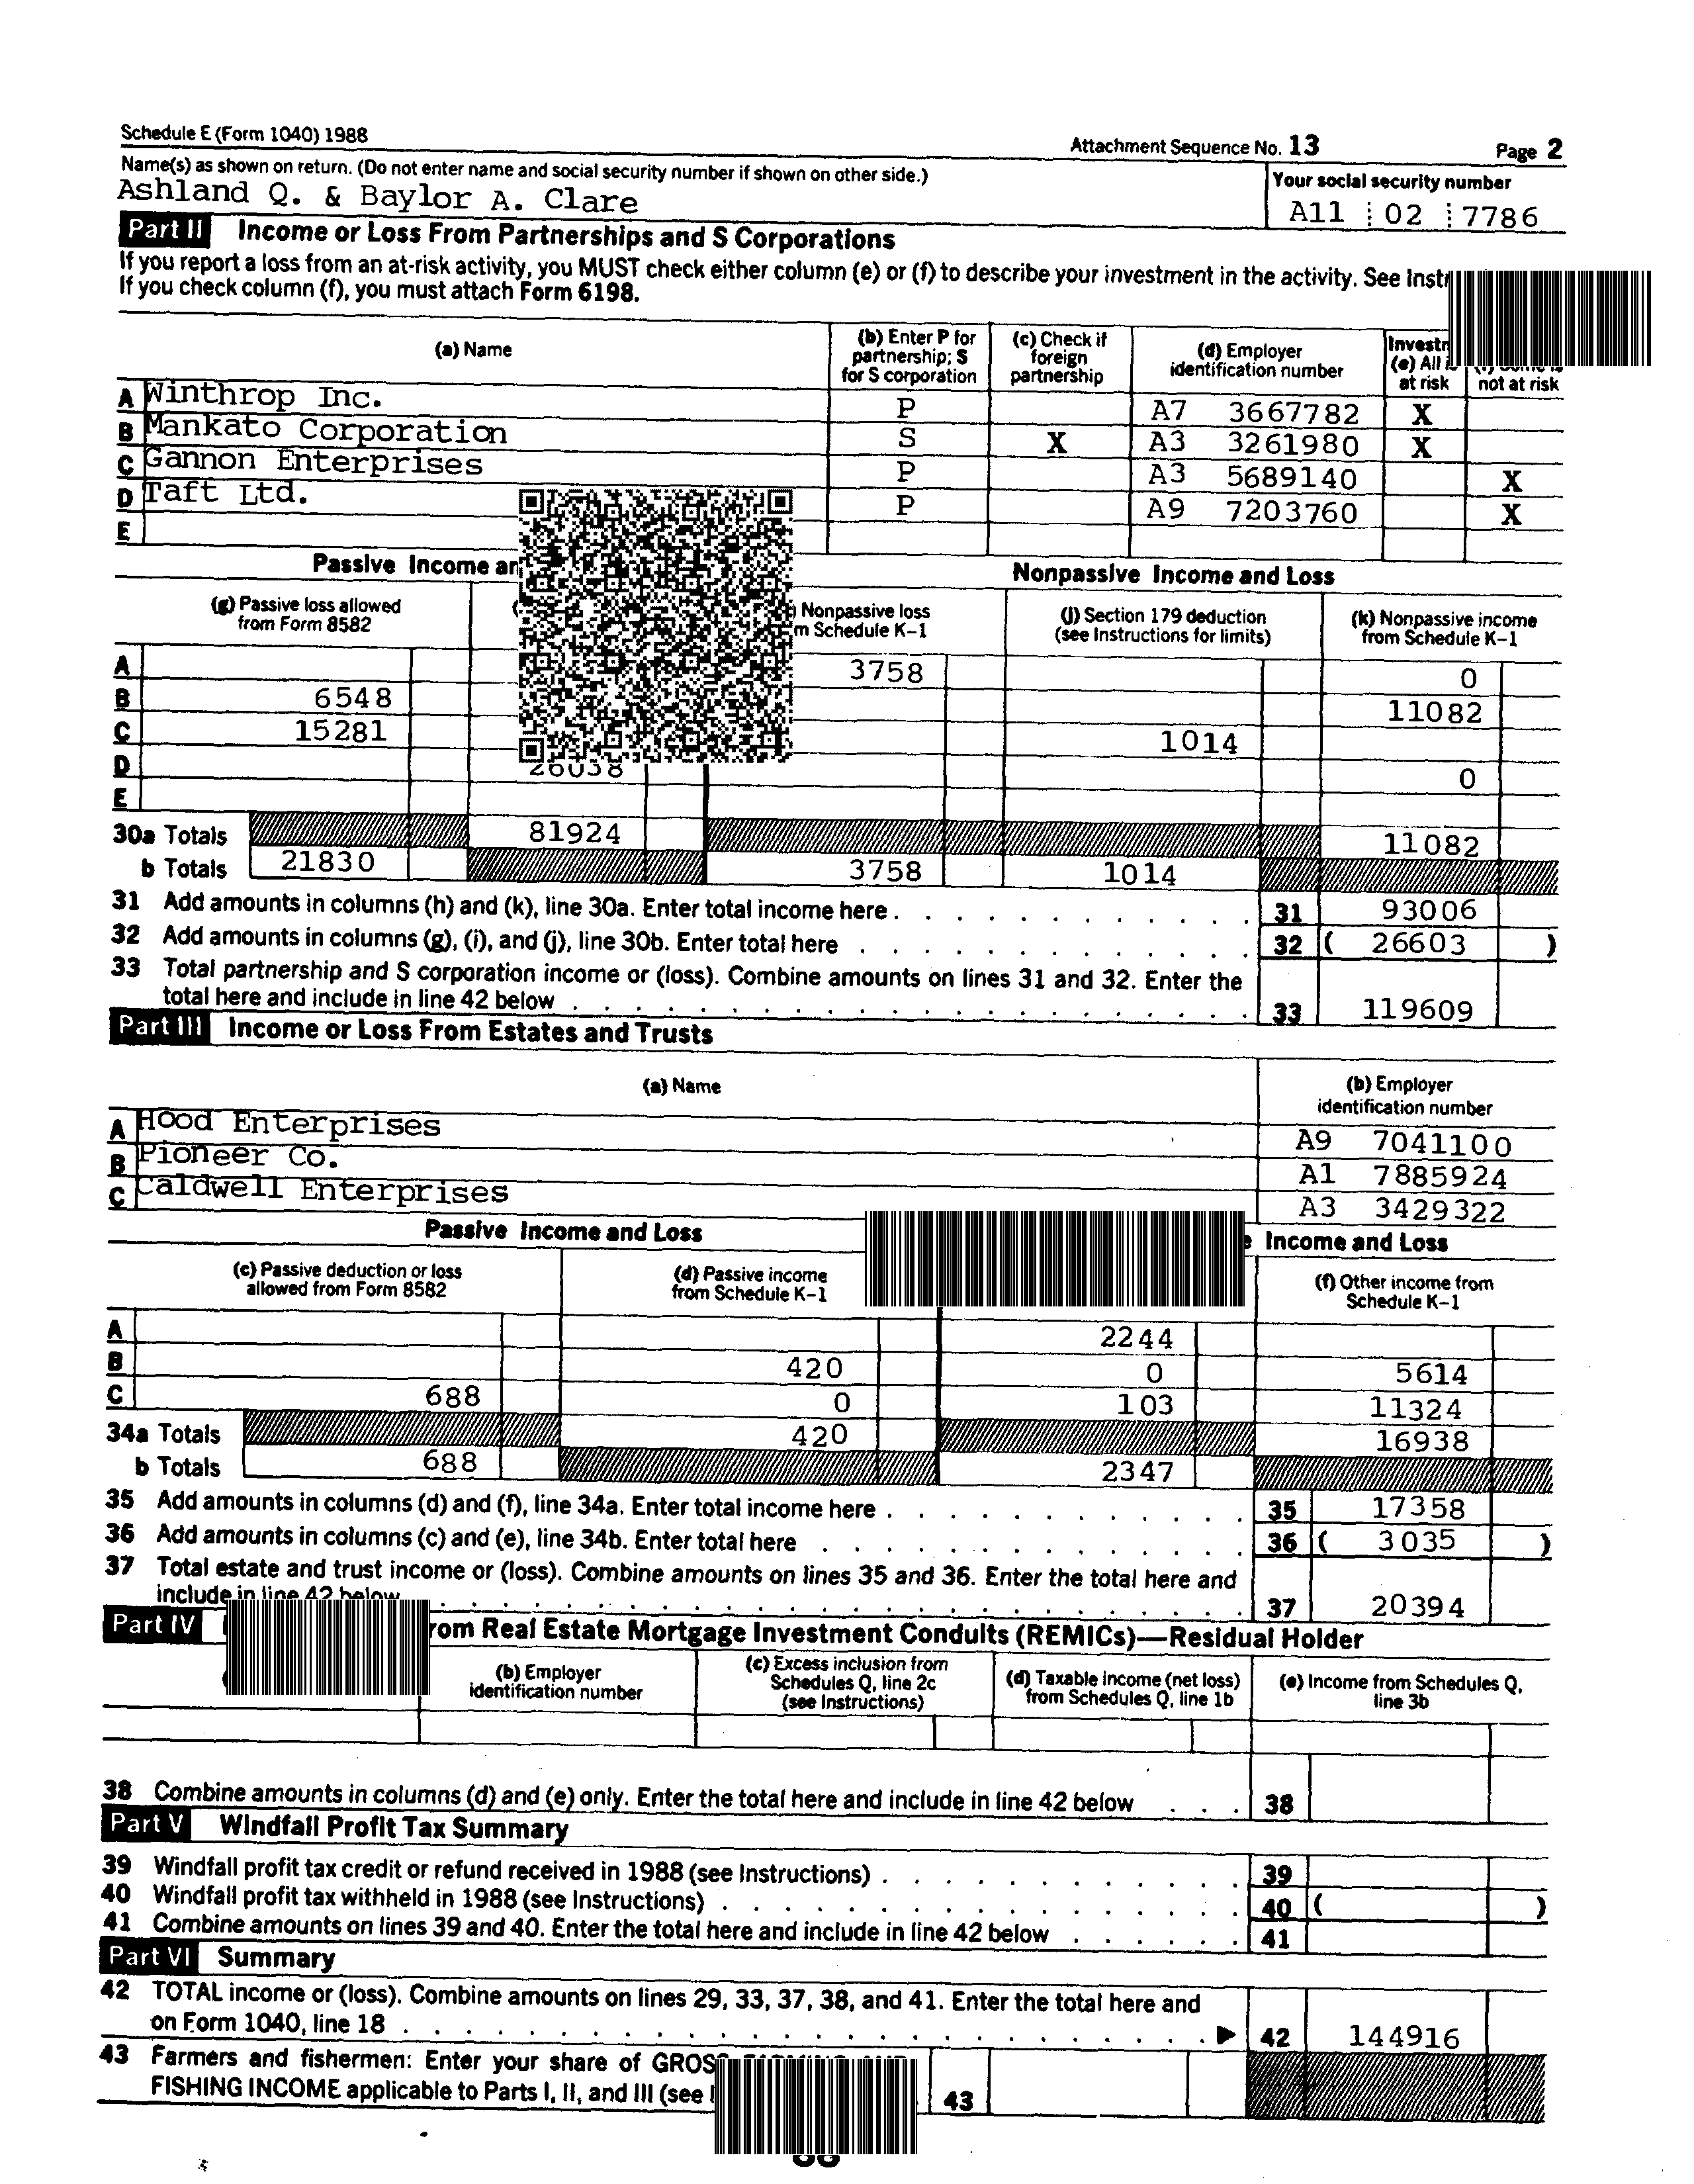 Schedule E (Form 1040) 1988
Attachment Sequence No. 13
Page 2
Name(s) as shown on return. (Do not enter name and social security number if shown on other side.)
Your social security number
Ashland Q. & Baylor A. Clare
A11 02 7786
Part II Income or Loss From Partnerships and S Corporations
If you report a loss from an at-risk activity, you MUST check either column (e) or (f) to describe your investment in the activity. See
If you check column (f), you must attach Form 6198.
(a) Name
(b) Enter P for partnership; S for S corporation
(c) Check if foreign partnership
(d) Employer identification number
(e) All
at risk
not at risk
A Winthrop Inc. P A7 3667782 X
B Mankato Corporation S X A3 3261980 X
C Gannon Enterprises P A3 5689140 X
D Taft Ltd. P A9 7203760 X
E
Passive Income
Nonpassive Income and Loss
(g) Passive loss allowed from Form 8582
Nonpassive loss
Schedule K-1
(j) Section 179 deduction (see Instructions for limits)
(k) Nonpassive income from Schedule K-1
A 3758 0
B 6548 11082
C 15281 1014
D 26038 0
E
30a Totals 81924 11082
b Totals 21830 3758 1014
31 Add amounts in columns (h) and (k), line 30a. Enter total income here 31 93006
32 Add amounts in columns (g), (i), and (j), line 30b. Enter total here 32 ( 26603 )
33 Total partnership and S corporation income or (loss). Combine amounts on lines 31 and 32. Enter the
total here and include in line 42 below 33 119609
Part III Income or Loss From Estates and Trusts
(a) Name
(b) Employer identification number
A Hood Enterprises A9 7041100
B Pioneer Co. A1 7885924
C Caldwell Enterprises A3 3429322
Passive Income and Loss
Income and Loss
(c) Passive deduction or loss allowed from Form 8582
(d) Passive income from Schedule K-1
(f) Other income from Schedule K-1
A 2244
B 420 0 5614
C 688 0 103 11324
34a Totals 420 16938
b Totals 688 2347
35 Add amounts in columns (d) and (f), line 34a. Enter total income here 35 17358
36 Add amounts in columns (c) and (e), line 34b. Enter total here 36 ( 3035 )
37 Total estate and trust income or (loss). Combine amounts on lines 35 and 36. Enter the total here and
include in line 42 below 37 20394
Part IV
from Real Estate Mortgage Investment Conduits (REMICs)—Residual Holder
(b) Employer identification number
(c) Excess inclusion from Schedules Q, line 2c (see Instructions)
(d) Taxable income (net loss) from Schedules Q, line 1b
(e) Income from Schedules Q, line 3b
38 Combine amounts in columns (d) and (e) only. Enter the total here and include in line 42 below 38
Part V Windfall Profit Tax Summary
39 Windfall profit tax credit or refund received in 1988 (see Instructions) 39
40 Windfall profit tax withheld in 1988 (see Instructions) 40 ( )
41 Combine amounts on lines 39 and 40. Enter the total here and include in line 42 below 41
Part VI Summary
42 TOTAL income or (loss). Combine amounts on lines 29, 33, 37, 38, and 41. Enter the total here and
on Form 1040, line 18 ▶ 42 144916
43 Farmers and fishermen: Enter your share of GROSS
FISHING INCOME applicable to Parts I, II, and III (see 43